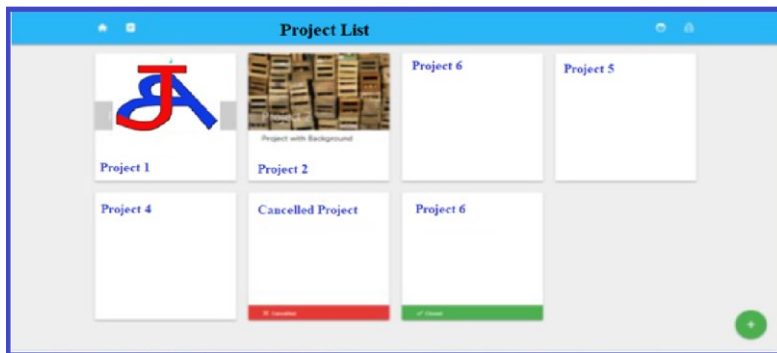 Project List
Project 1
Project with Background
Project 2
Project 6
Project 5
Project 4
Cancelled Project
Cancelled
Project 6